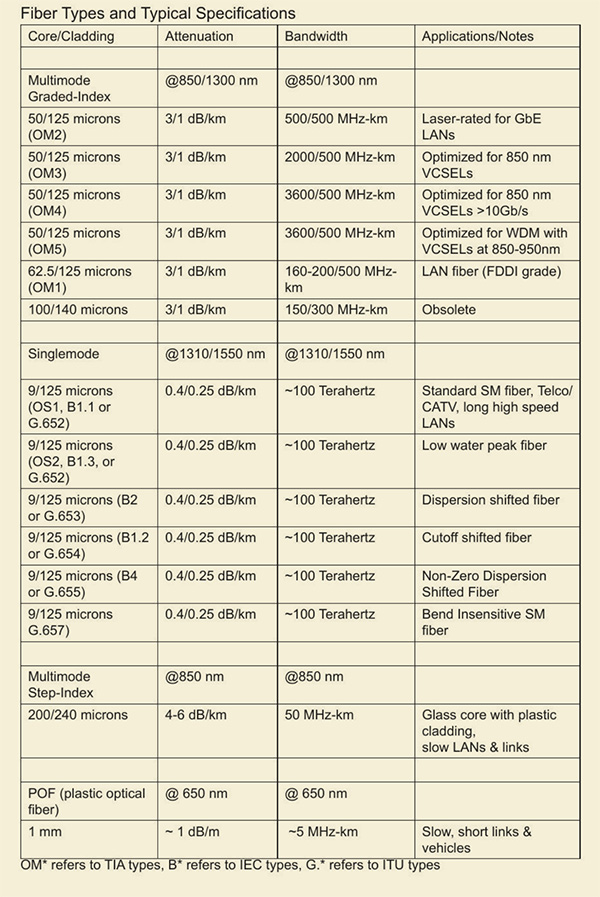 Fiber Types and Typical Specifications
Core/Cladding Attenuation Bandwidth Applications/Notes
Multimode @850/1300 nm @850/1300 nm
Graded-Index
50/125 microns 3/1 dB/km 500/500 MHz-km Laser-rated for GbE
(OM2) LANs
50/125 microns 3/1 dB/km 2000/500 MHz-km Optimized for 850 nm
(OM3) VCSELs
50/125 microns 3/1 dB/km 3600/500 MHz-km Optimized for 850 nm
(OM4) VCSELs >10Gb/s
50/125 microns 3/1 dB/km 3600/500 MHz-km Optimized for WDM with
(OM5) VCSELs at 850-950nm
62.5/125 microns 3/1 dB/km 160-200/500 MHz- LAN fiber (FDDI grade)
(OM1) km
100/140 microns 3/1 dB/km 150/300 MHz-km Obsolete
Singlemode @1310/1550 nm @1310/1550 nm
9/125 microns 0.4/0.25 dB/km ~100 Terahertz Standard SM fiber, Telco/
(OS1, B1.1 or CATV, long high speed
G.652) LANs
9/125 microns 0.4/0.25 dB/km ~100 Terahertz Low water peak fiber
(OS2, B1.3, or
G.652)
9/125 microns (B2 0.4/0.25 dB/km ~100 Terahertz Dispersion shifted fiber
or G.653)
9/125 microns (B1.2 0.4/0.25 dB/km ~100 Terahertz Cutoff shifted fiber
or G.654)
9/125 microns (B4 0.4/0.25 dB/km ~100 Terahertz Non-Zero Dispersion
or G.655) Shifted Fiber
9/125 microns 0.4/0.25 dB/km ~100 Terahertz Bend Insensitive SM
G.657) fiber
Multimode @850 nm @850 nm
Step-Index
200/240 microns 4-6 dB/km 50 MHz-km Glass core with plastic
cladding,
slow LANs & links
POF (plastic optical @ 650 nm @ 650 nm
fiber)
1 mm ~ 1 dB/m ~5 MHz-km Slow, short links &
vehicles
OM* refers to TIA types, B* refers to IEC types, G.* refers to ITU types